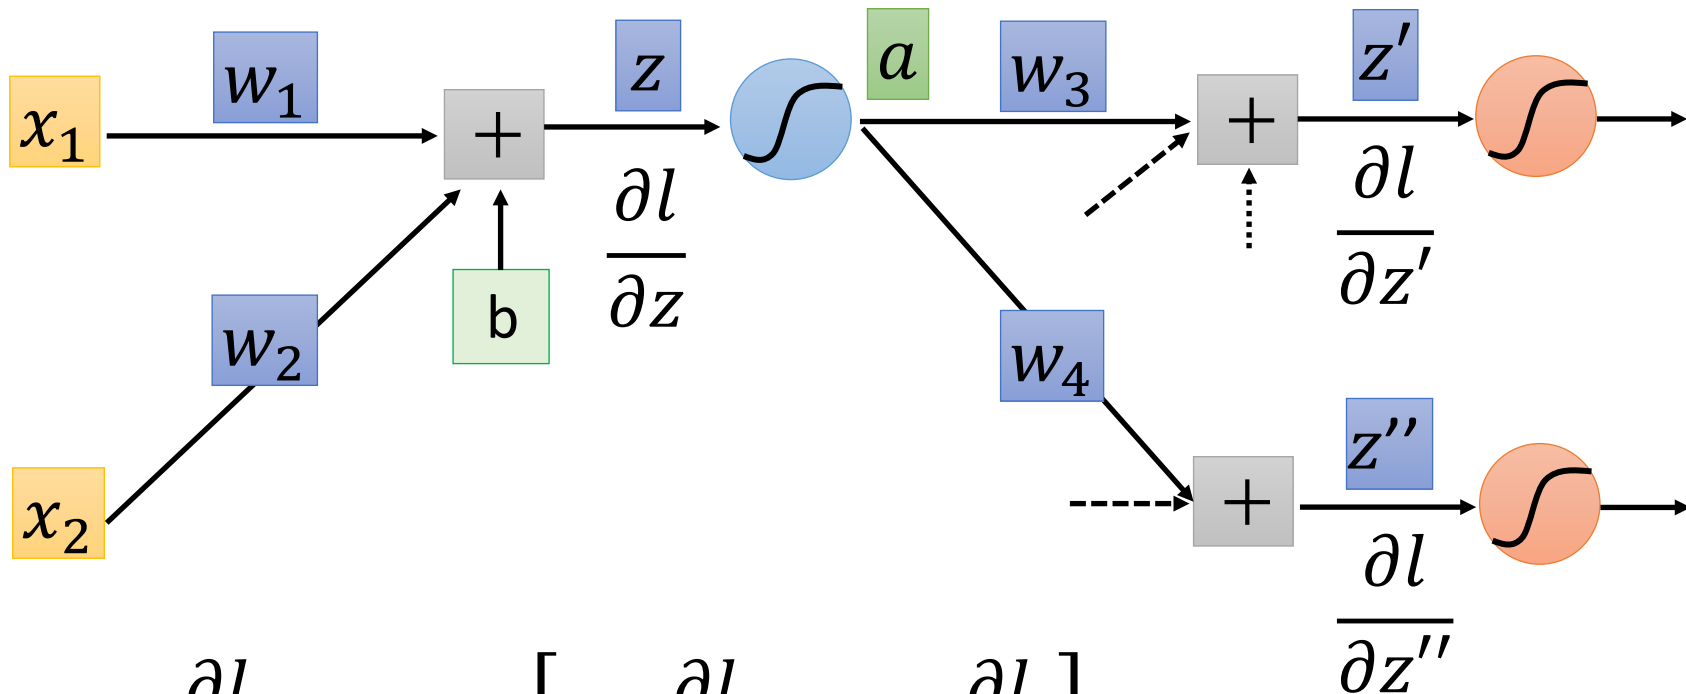 x₁ w₁ + z a w₃ + z′
∂l/∂z ∂l/∂z′
w₂ b w₄
x₂ + z′′
∂l/∂z′′
∂l [ ∂l ∂l ]